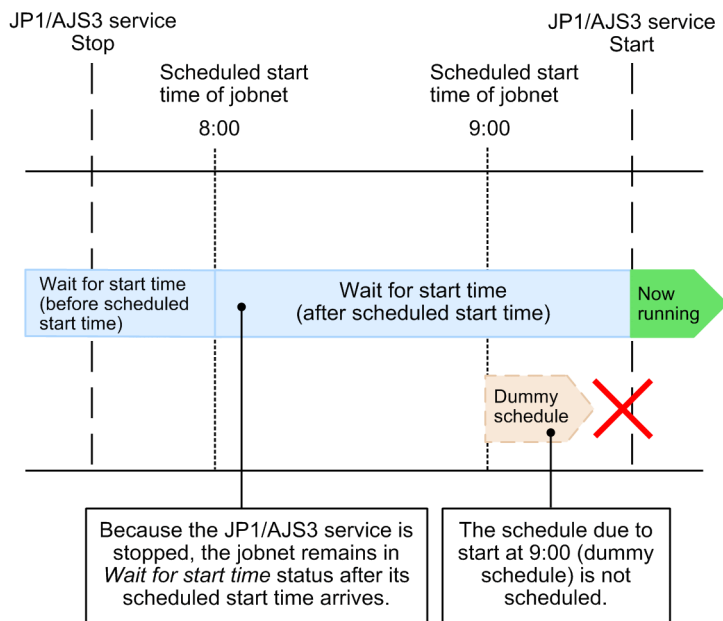 JP1/AJS3 service
Stop
JP1/AJS3 service
Start
Scheduled start
time of jobnet
8:00
Scheduled start
time of jobnet
9:00
Wait for start time
(before scheduled
start time)
Wait for start time
(after scheduled start time)
Now
running
Dummy
schedule
Because the JP1/AJS3 service is
stopped, the jobnet remains in
Wait for start time status after its
scheduled start time arrives.
The schedule due to
start at 9:00 (dummy
schedule) is not
scheduled.